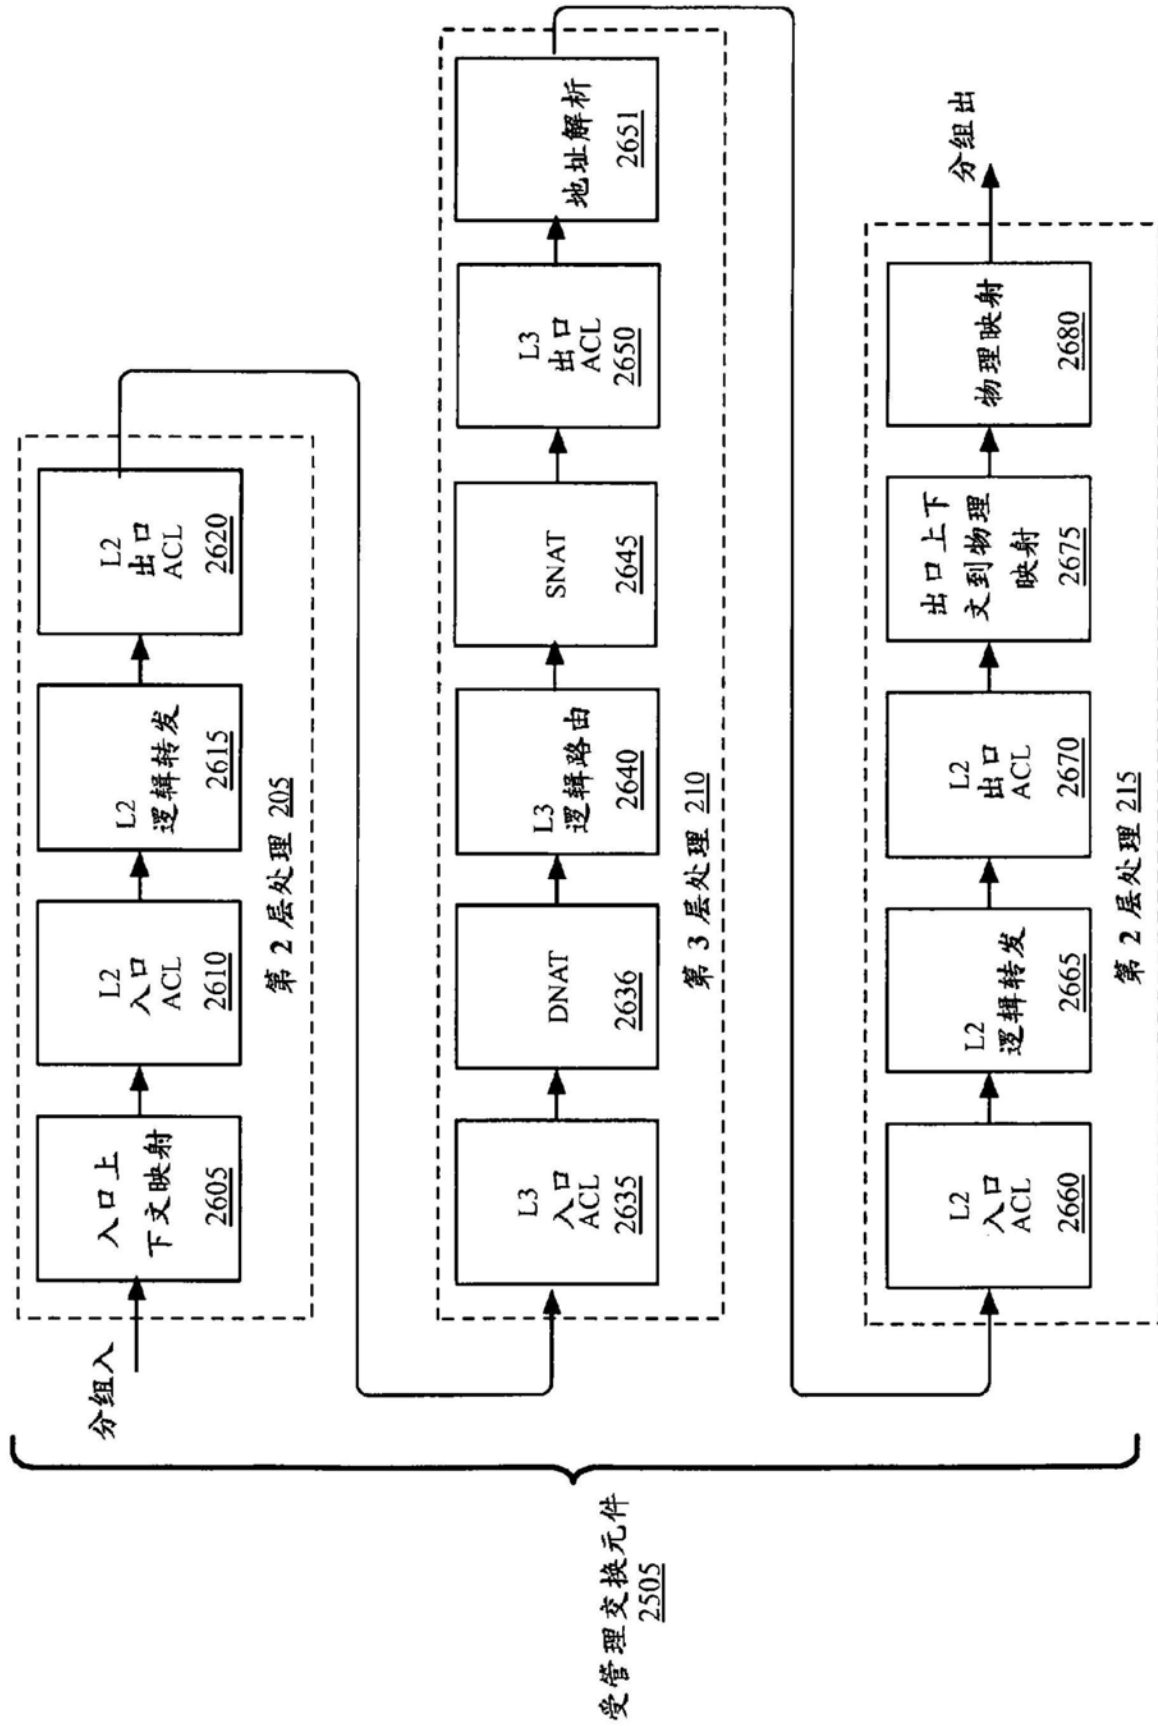 受管理交换元件
2505
分组入
入口上
下文映射
2605
L2
入口
ACL
2610
L2
逻辑转发
2615
L2
出口
ACL
2620
第 2 层处理 205
L3
入口
ACL
2635
DNAT
2636
L3
逻辑路由
2640
SNAT
2645
L3
出口
ACL
2650
地址解析
2651
第 3 层处理 210
L2
入口
ACL
2660
L2
逻辑转发
2665
L2
出口
ACL
2670
出口上下
文到物理
映射
2675
物理映射
2680
分组出
第 2 层处理 215